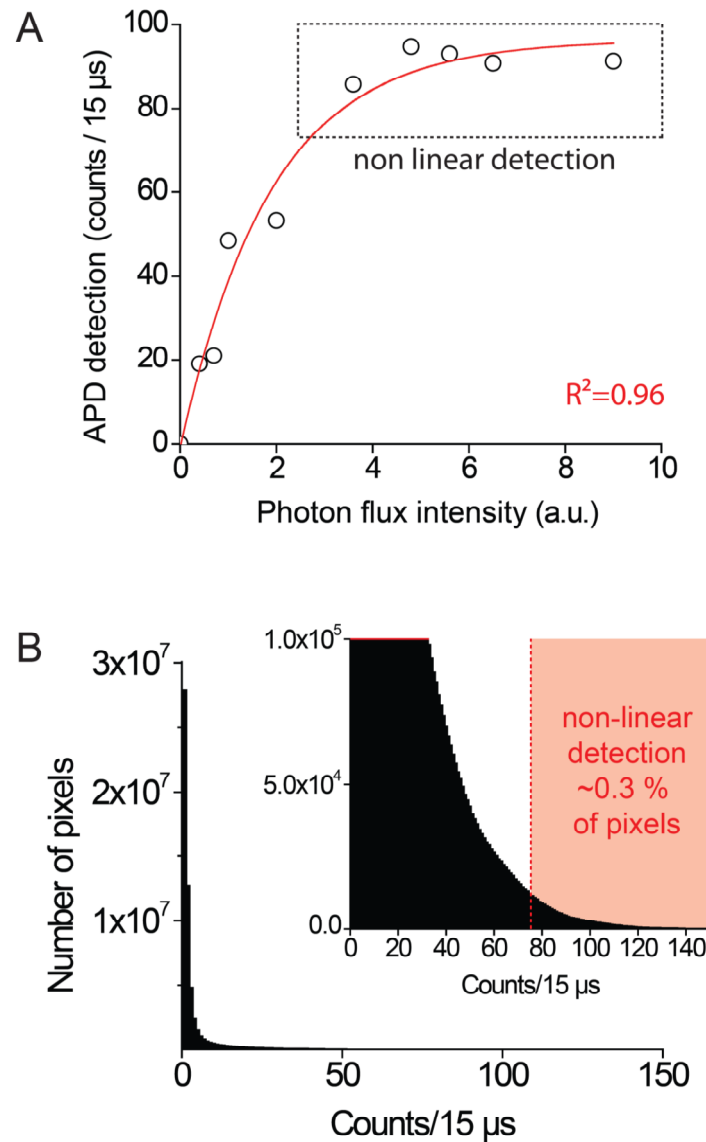 A
APD detection (counts / 15 µs)
100
80
60
40
20
0
non linear detection
R²=0.96
0 2 4 6 8 10
Photon flux intensity (a.u.)
B
Number of pixels
3x10⁷
2x10⁷
1x10⁷
0 50 100 150
Counts/15 µs
1.0x10⁵
5.0x10⁴
0.0
non-linear
detection
~0.3 %
of pixels
0 20 40 60 80 100 120 140
Counts/15 µs